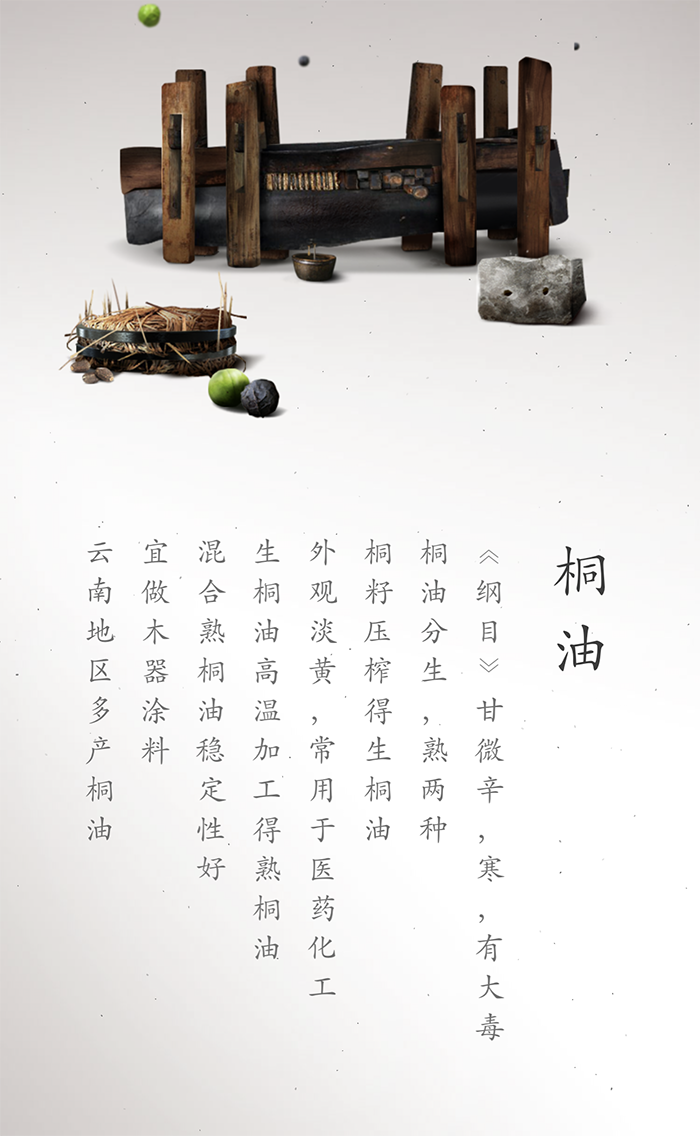 桐油
《纲目》甘微辛,寒,有大毒
桐油分生,熟两种
桐籽压榨得生桐油
外观淡黄,常用于医药化工
生桐油高温加工得熟桐油
混合熟桐油稳定性好
宜做木器涂料
云南地区多产桐油